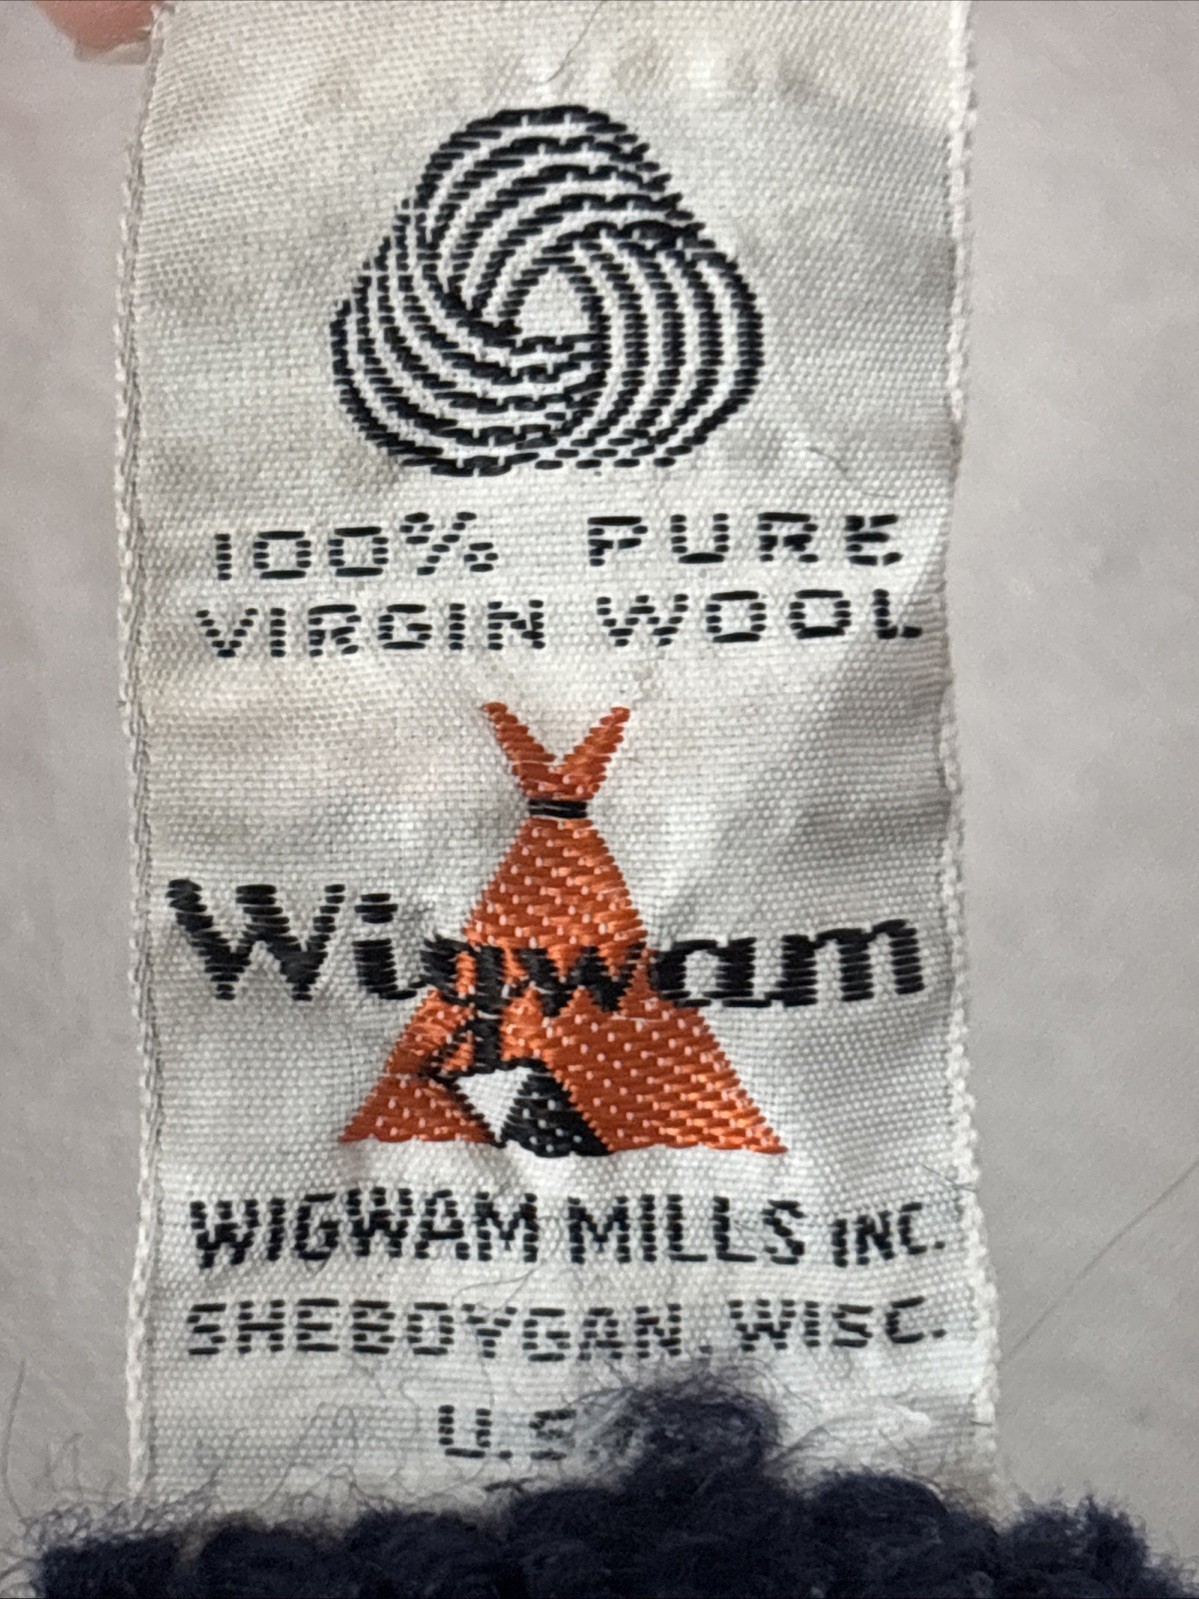 100% PURE
VIRGIN WOOL
Wigwam
WIGWAM MILLS INC.
SHEBOYGAN, WISC.
U.S